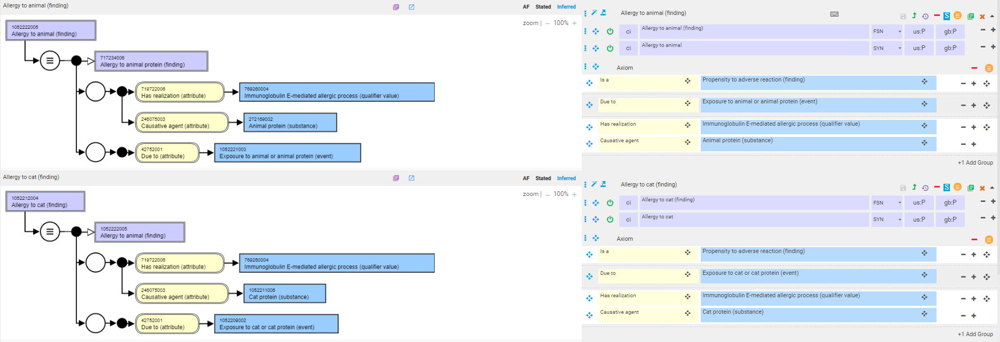 Allergy to animal (finding)
AF Stated Inferred
zoom | − 100% +
1052222005
Allergy to animal (finding)
717234006
Allergy to animal protein (finding)
719722006
Has realization (attribute)
769260004
Immunoglobulin E-mediated allergic process (qualifier value)
246075003
Causative agent (attribute)
272169002
Animal protein (substance)
42752001
Due to (attribute)
1052221003
Exposure to animal or animal protein (event)
Allergy to cat (finding)
AF Stated Inferred
zoom | − 100% +
1052212004
Allergy to cat (finding)
1052222005
Allergy to animal (finding)
719722006
Has realization (attribute)
769260004
Immunoglobulin E-mediated allergic process (qualifier value)
246075003
Causative agent (attribute)
1052211006
Cat protein (substance)
42752001
Due to (attribute)
1052209002
Exposure to cat or cat protein (event)
Allergy to animal (finding)
S
ci Allergy to animal (finding) FSN us:P gb:P
ci Allergy to animal SYN us:P gb:P
Axiom
Is a Propensity to adverse reaction (finding)
Due to Exposure to animal or animal protein (event)
Has realization Immunoglobulin E-mediated allergic process (qualifier value)
Causative agent Animal protein (substance)
+1 Add Group
Allergy to cat (finding)
S
ci Allergy to cat (finding) FSN us:P gb:P
ci Allergy to cat SYN us:P gb:P
Axiom
Is a Propensity to adverse reaction (finding)
Due to Exposure to cat or cat protein (event)
Has realization Immunoglobulin E-mediated allergic process (qualifier value)
Causative agent Cat protein (substance)
+1 Add Group